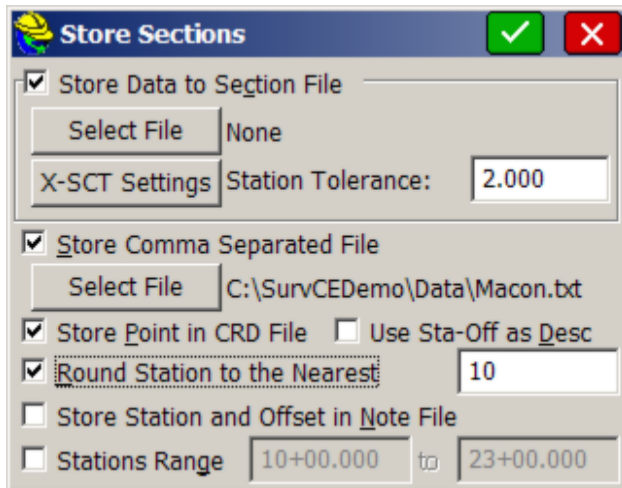 Store Sections
Store Data to Section File
Select File None
X-SCT Settings Station Tolerance: 2.000
Store Comma Separated File
Select File C:\SurvCEDemo\Data\Macon.txt
Store Point in CRD File Use Sta-Off as Desc
Round Station to the Nearest 10
Store Station and Offset in Note File
Stations Range 10+00.000 to 23+00.000